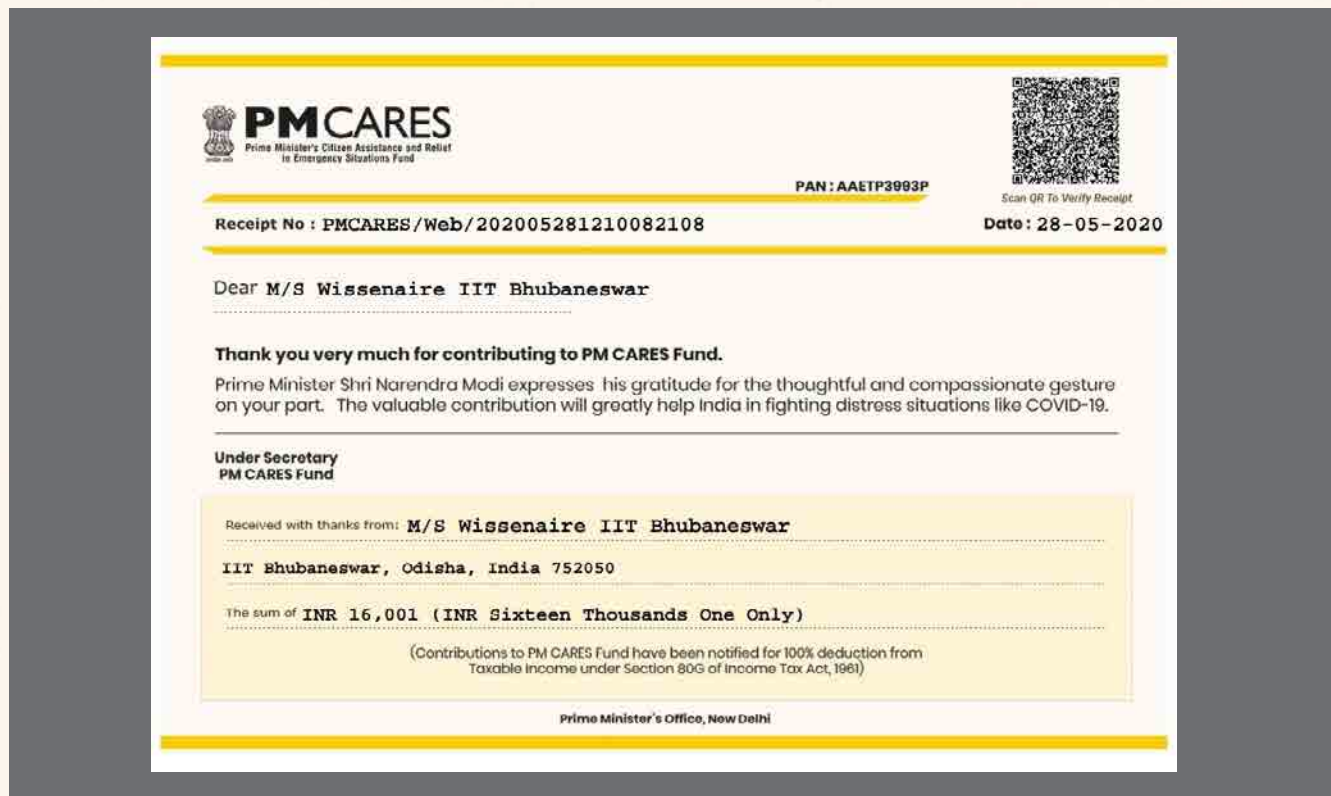 PMCARES
Prime Minister's Citizen Assistance and Relief
in Emergency Situations Fund
PAN : AAETP3993P
Scan QR To Verify Receipt
Receipt No : PMCARES/Web/202005281210082108
Date : 28-05-2020
Dear M/S Wissenaire IIT Bhubaneswar
Thank you very much for contributing to PM CARES Fund.
Prime Minister Shri Narendra Modi expresses his gratitude for the thoughtful and compassionate gesture
on your part. The valuable contribution will greatly help India in fighting distress situations like COVID-19.
Under Secretary
PM CARES Fund
Received with thanks from: M/S Wissenaire IIT Bhubaneswar
IIT Bhubaneswar, Odisha, India 752050
The sum of INR 16,001 (INR Sixteen Thousands One Only)
(Contributions to PM CARES Fund have been notified for 100% deduction from
Taxable Income under Section 80G of Income Tax Act, 1961)
Prime Minister's Office, New Delhi